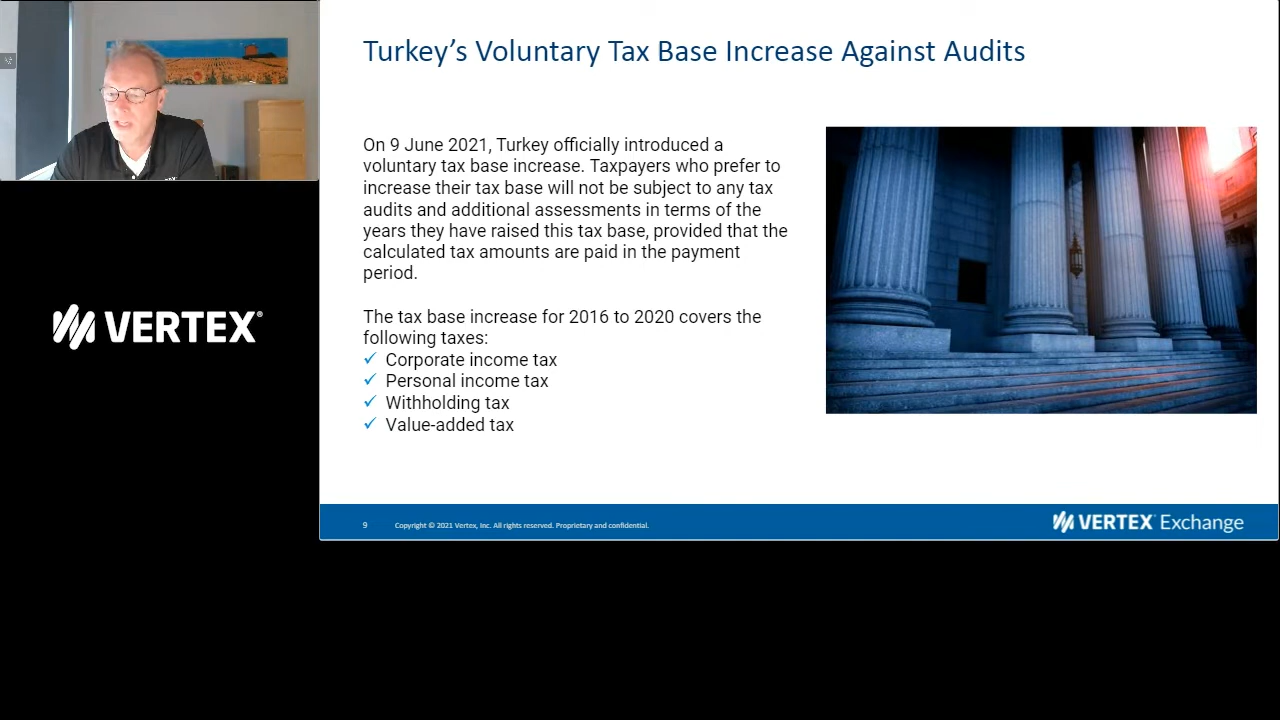 Turkey's Voluntary Tax Base Increase Against Audits
On 9 June 2021, Turkey officially introduced a
voluntary tax base increase. Taxpayers who prefer to
increase their tax base will not be subject to any tax
audits and additional assessments in terms of the
years they have raised this tax base, provided that the
calculated tax amounts are paid in the payment
period.
The tax base increase for 2016 to 2020 covers the
following taxes:
✓ Corporate income tax
✓ Personal income tax
✓ Withholding tax
✓ Value-added tax
VERTEX®
9 Copyright © 2021 Vertex, Inc. All rights reserved. Proprietary and confidential.
VERTEX Exchange